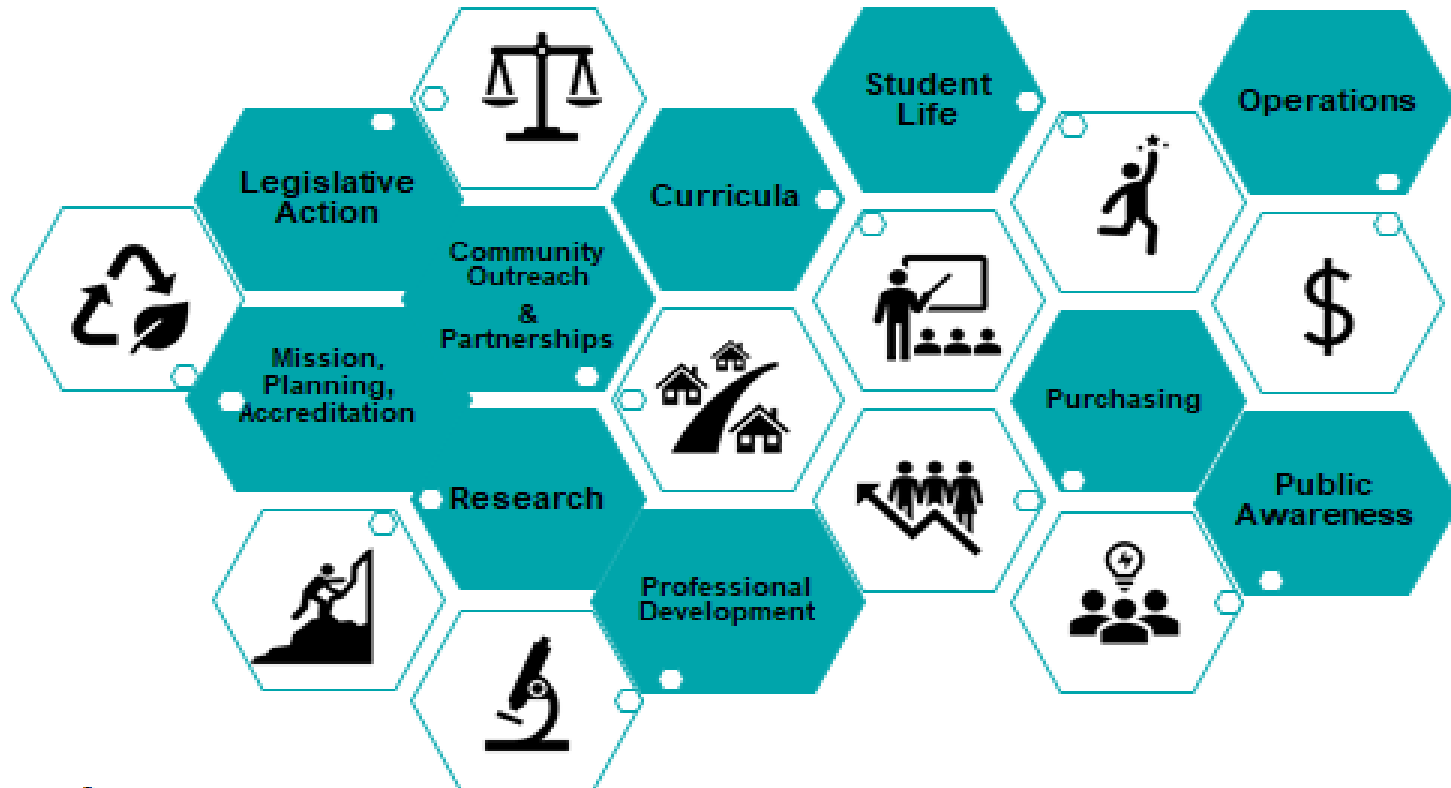 Student
Life
Operations
Legislative
Action
Curricula
Community
Outreach
&
Partnerships
Mission,
Planning,
Accreditation
Purchasing
Research
Public
Awareness
Professional
Development
$